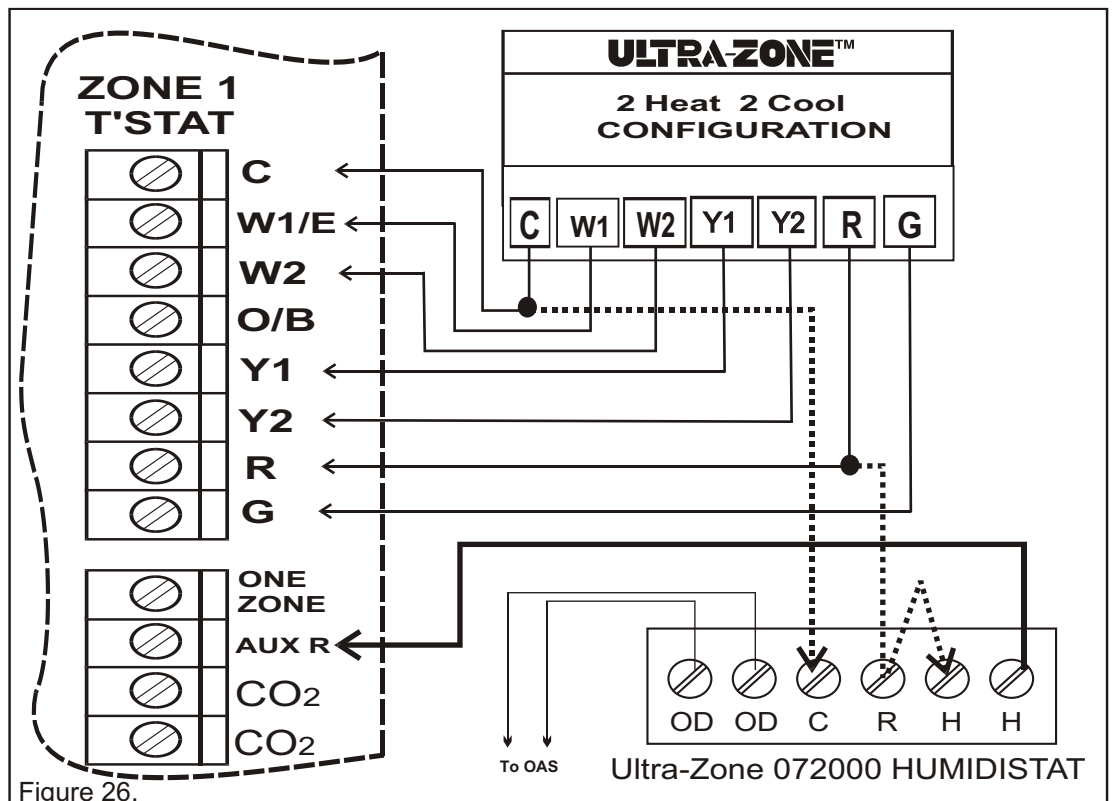 ZONE 1
T'STAT
C
W1/E
W2
O/B
Y1
Y2
R
G
ONE
ZONE
AUX R
CO2
CO2
ULTRA-ZONE™
2 Heat 2 Cool
CONFIGURATION
C W1 W2 Y1 Y2 R G
OD OD C R H H
To OAS
Ultra-Zone 072000 HUMIDISTAT
Figure 26.